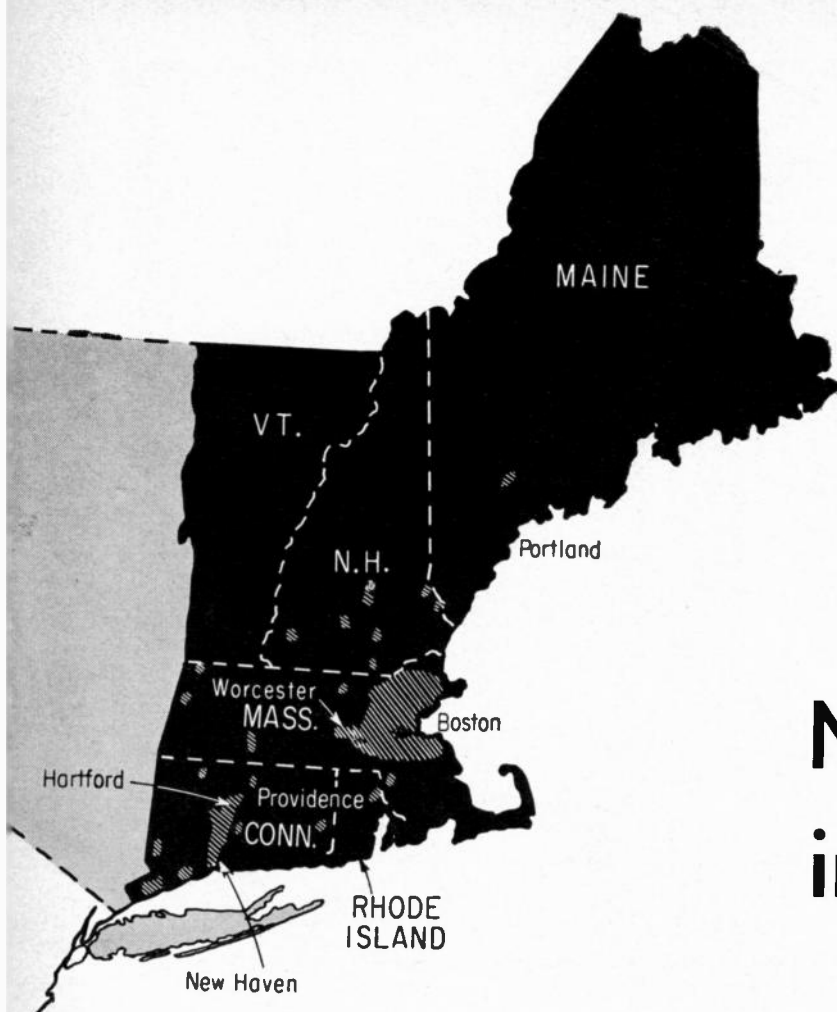 MAINE
VT.
N.H.
Portland
Worcester
MASS.
Boston
Hartford
Providence
CONN.
RHODE
ISLAND
New Haven